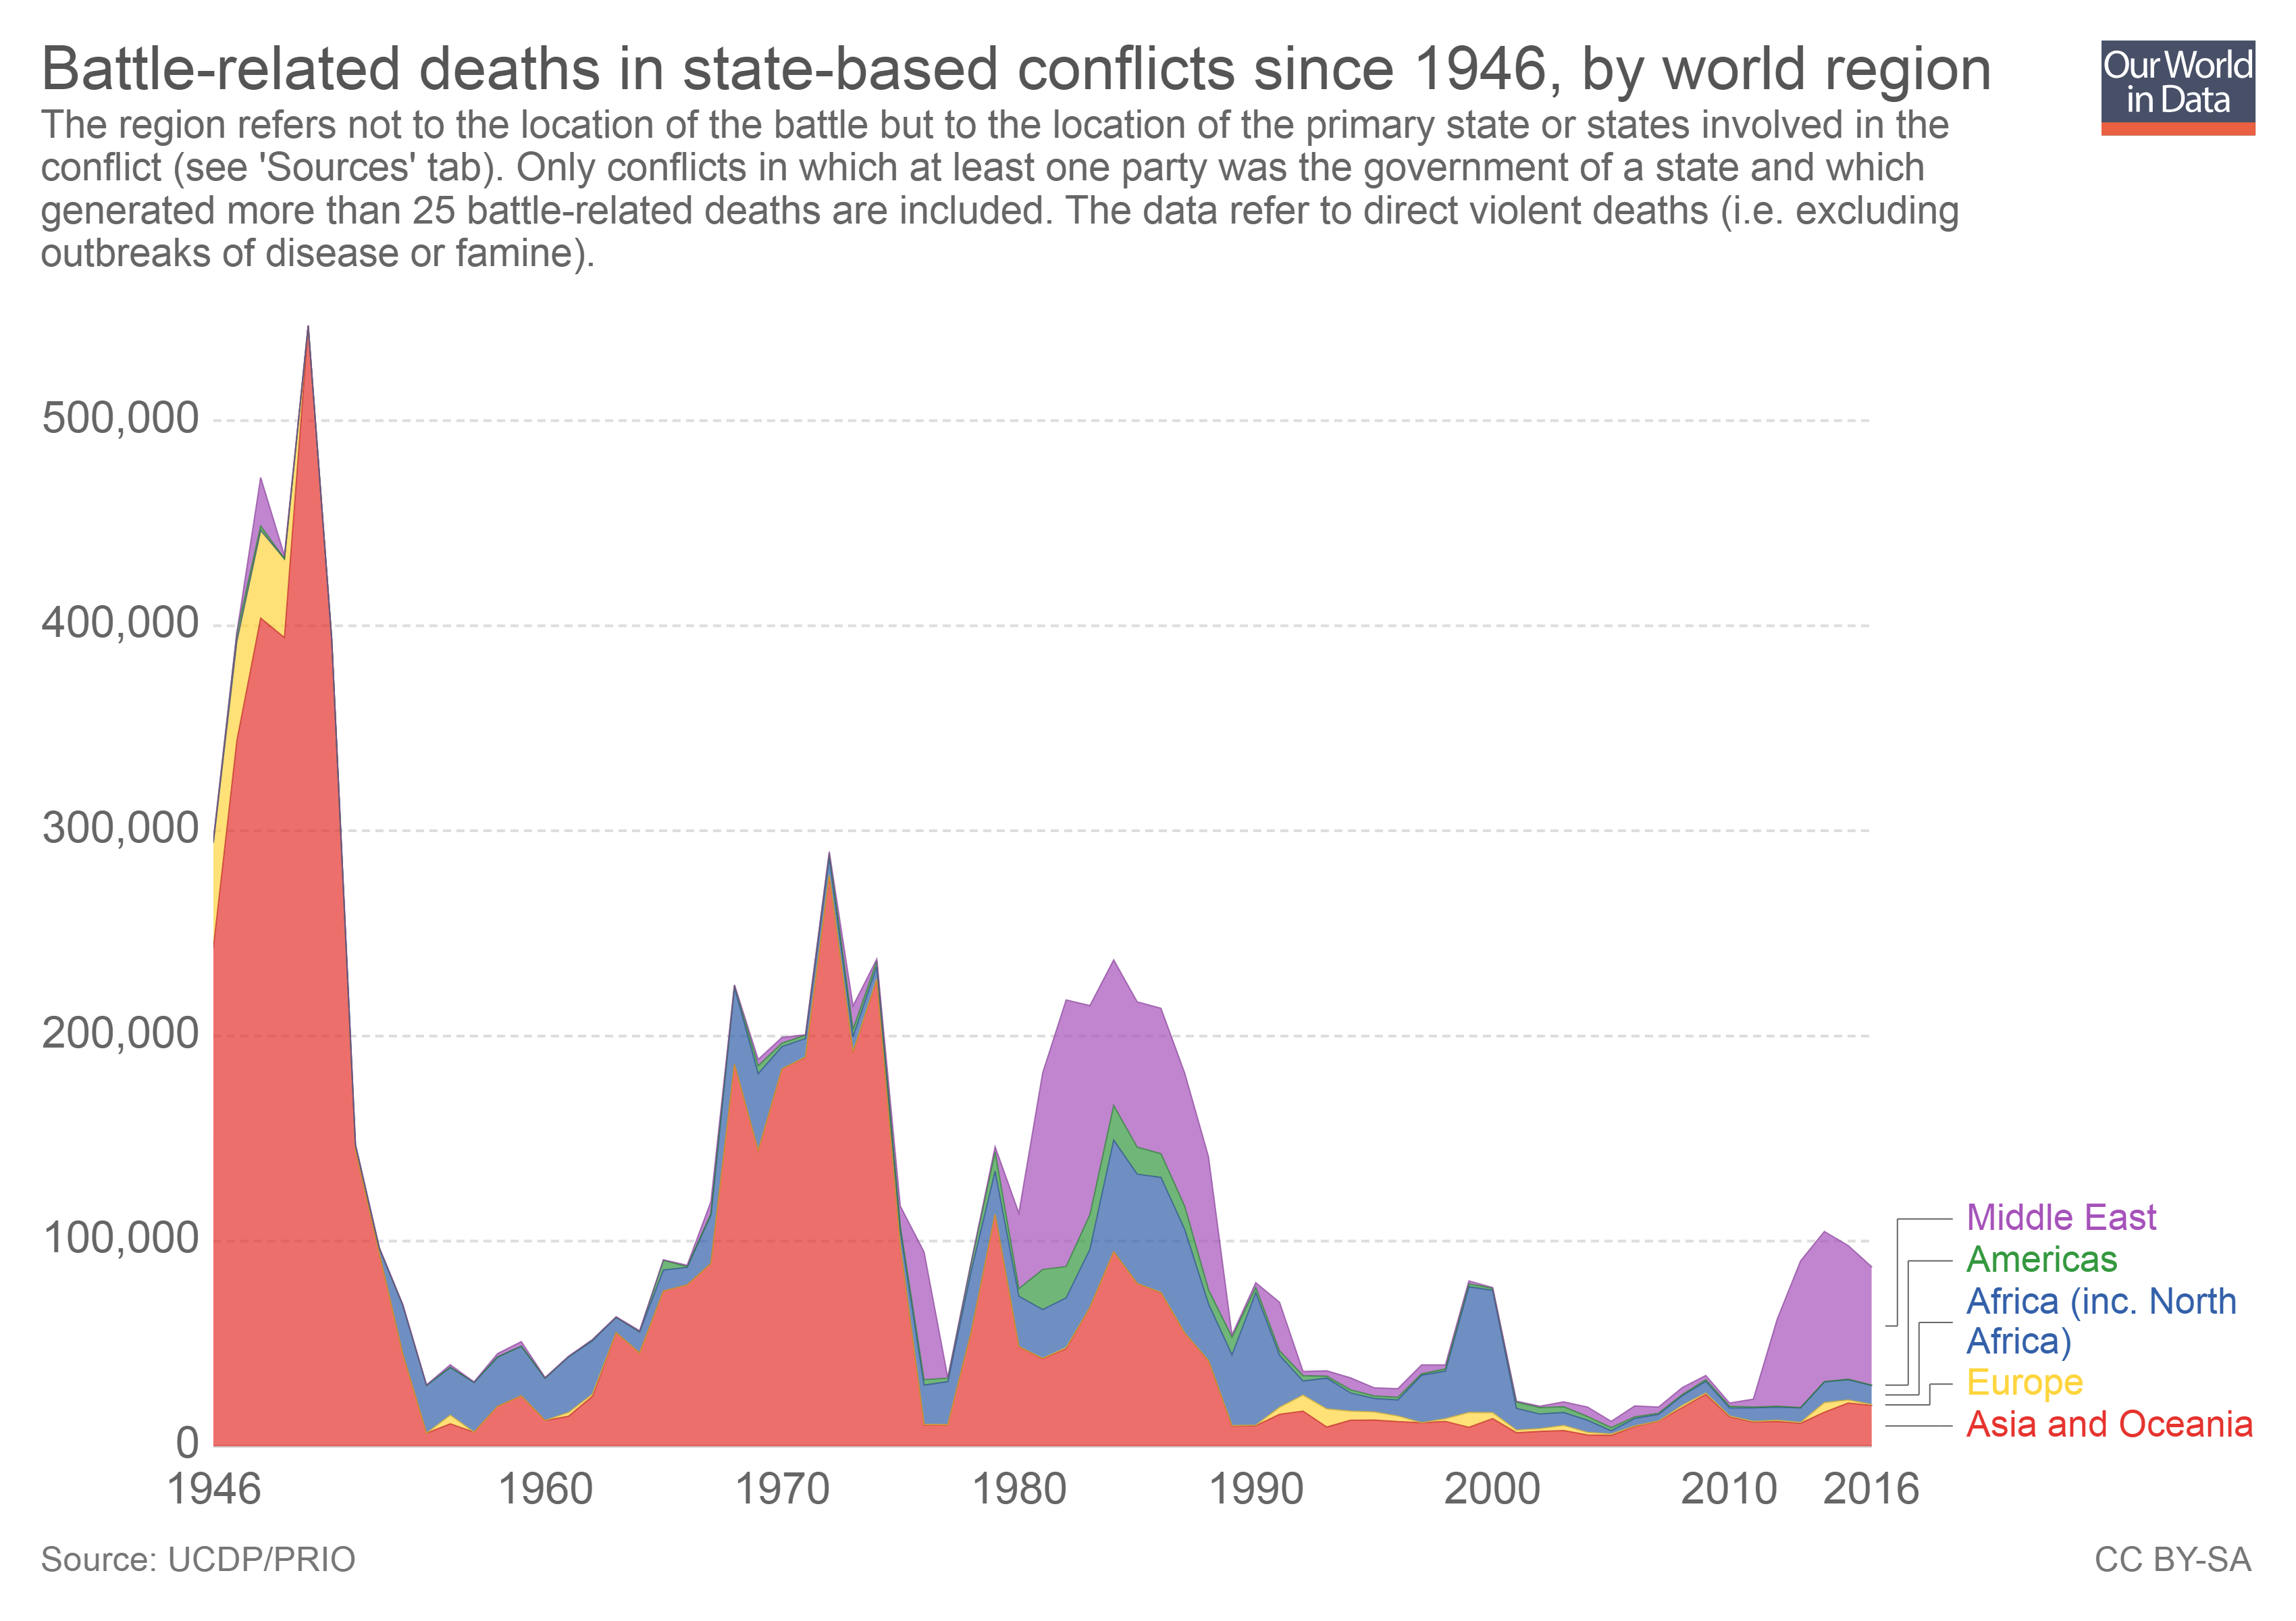 Battle-related deaths in state-based conflicts since 1946, by world region
Our World
in Data
The region refers not to the location of the battle but to the location of the primary state or states involved in the
conflict (see 'Sources' tab). Only conflicts in which at least one party was the government of a state and which
generated more than 25 battle-related deaths are included. The data refer to direct violent deaths (i.e. excluding
outbreaks of disease or famine).
500,000
400,000
300,000
200,000
100,000
0
Middle East
Americas
Africa (inc. North
Africa)
Europe
Asia and Oceania
1946 1960 1970 1980 1990 2000 2010 2016
Source: UCDP/PRIO
CC BY-SA